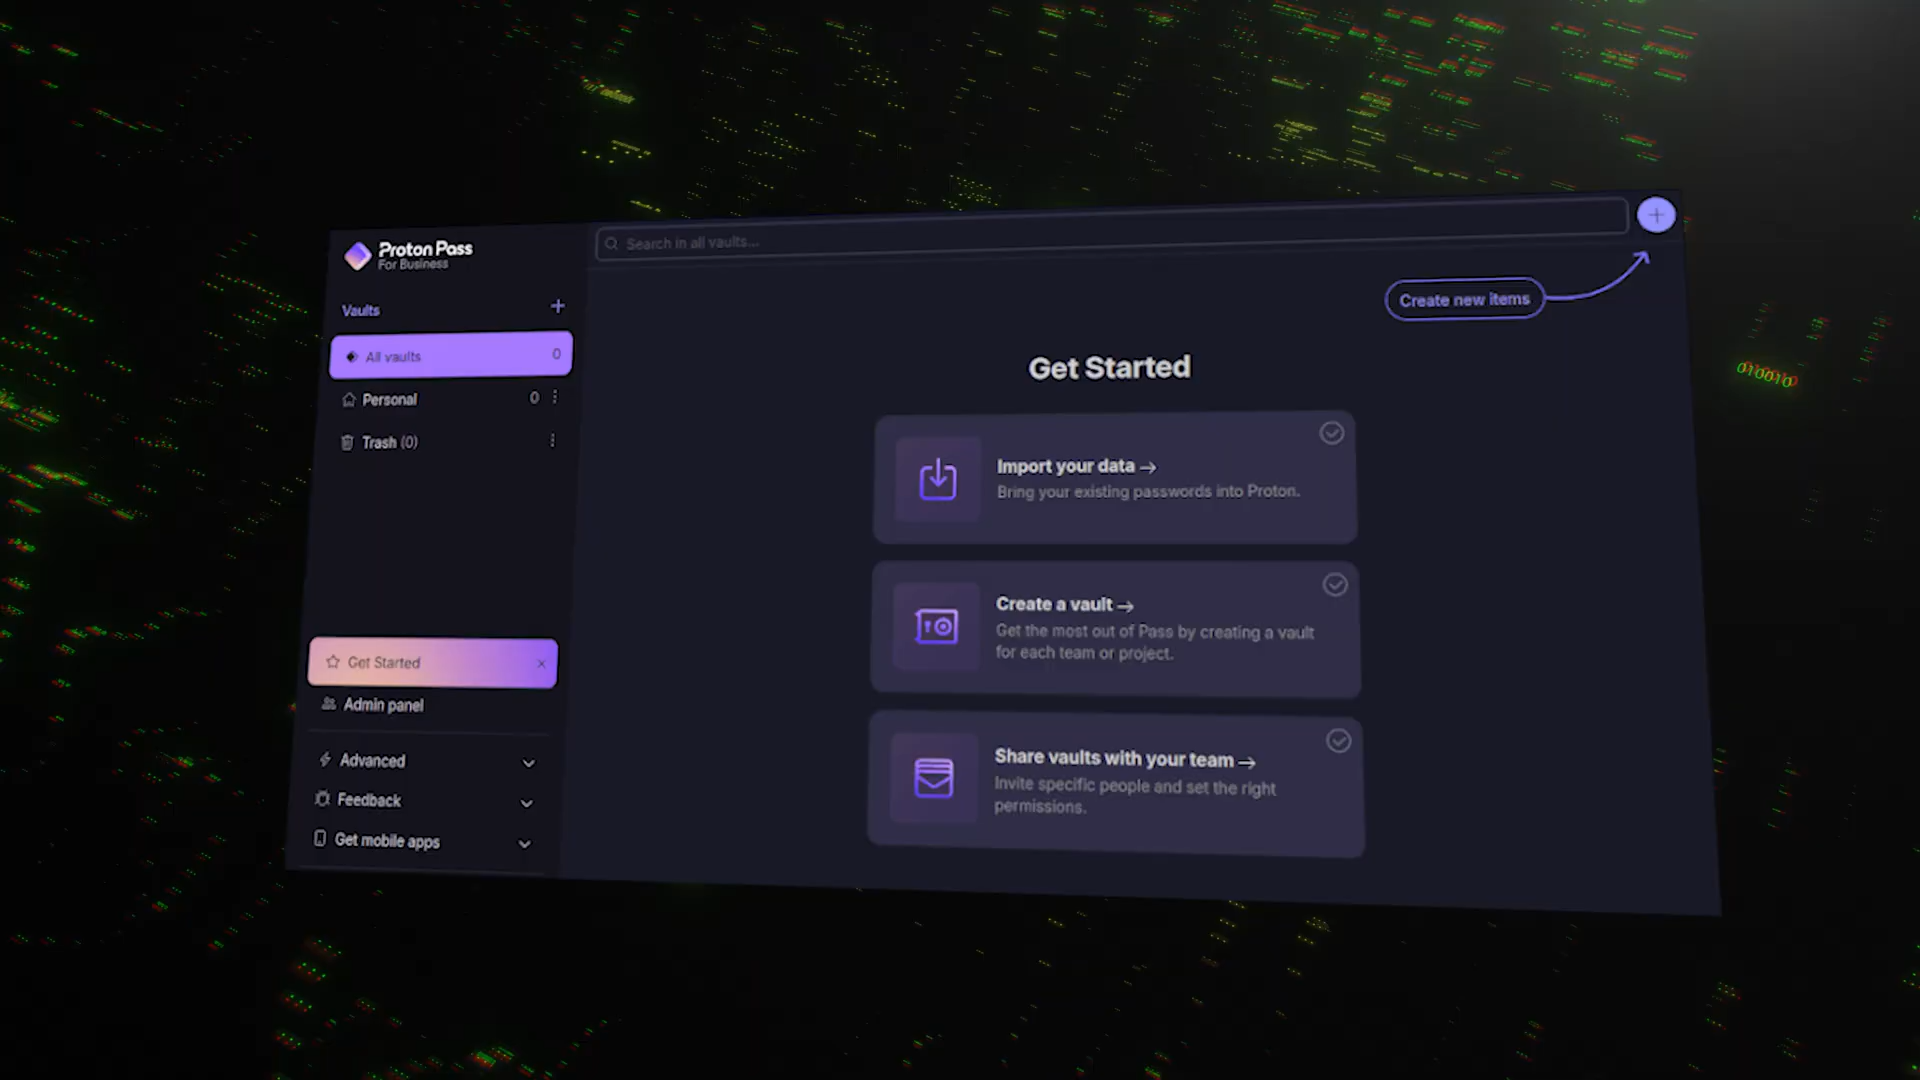 Proton Pass
For Business
Search in all vaults...
Vaults
Create new items
All vaults 0
Personal 0
Trash (0)
Get Started
Import your data →
Bring your existing passwords into Proton.
Create a vault →
Get the most out of Pass by creating a vault
for each team or project.
Share vaults with your team →
Invite specific people and set the right
permissions.
Get Started
Admin panel
Advanced
Feedback
Get mobile apps
010010